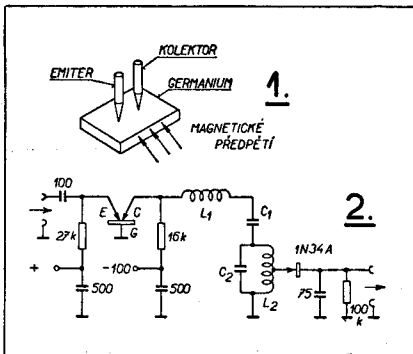 KOLEKTOR
EMITÉR
GERMANIUM
1.
MAGNETICKÉ
PŘEDPĚTÍ
2.
100
E
C
G
L1
C1
27k
16k
+
-100
500
500
C2
L2
1N34A
75
100
k